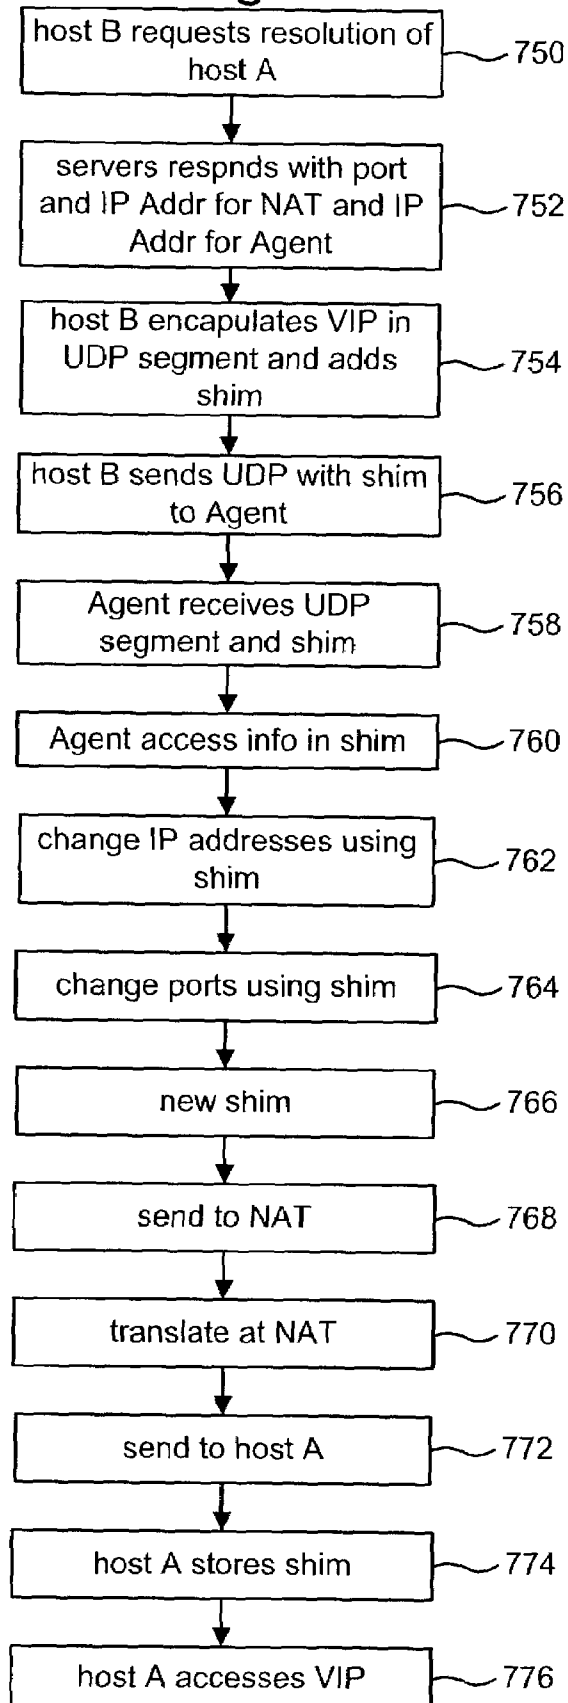 host B requests resolution of
host A
750
servers respnds with port
and IP Addr for NAT and IP
Addr for Agent
752
host B encapulates VIP in
UDP segment and adds
shim
754
host B sends UDP with shim
to Agent
756
Agent receives UDP
segment and shim
758
Agent access info in shim
760
change IP addresses using
shim
762
change ports using shim
764
new shim
766
send to NAT
768
translate at NAT
770
send to host A
772
host A stores shim
774
host A accesses VIP
776